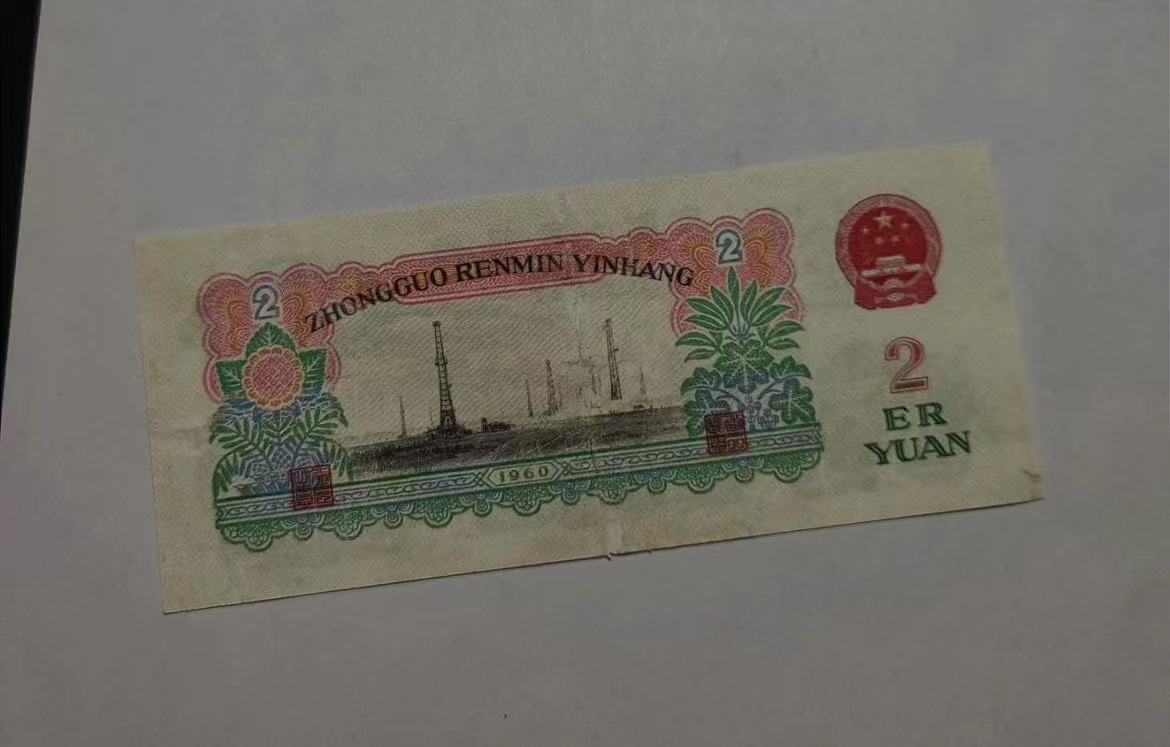 ZHONGGUO RENMIN YINHANG
2
2
1960
2
ER
YUAN